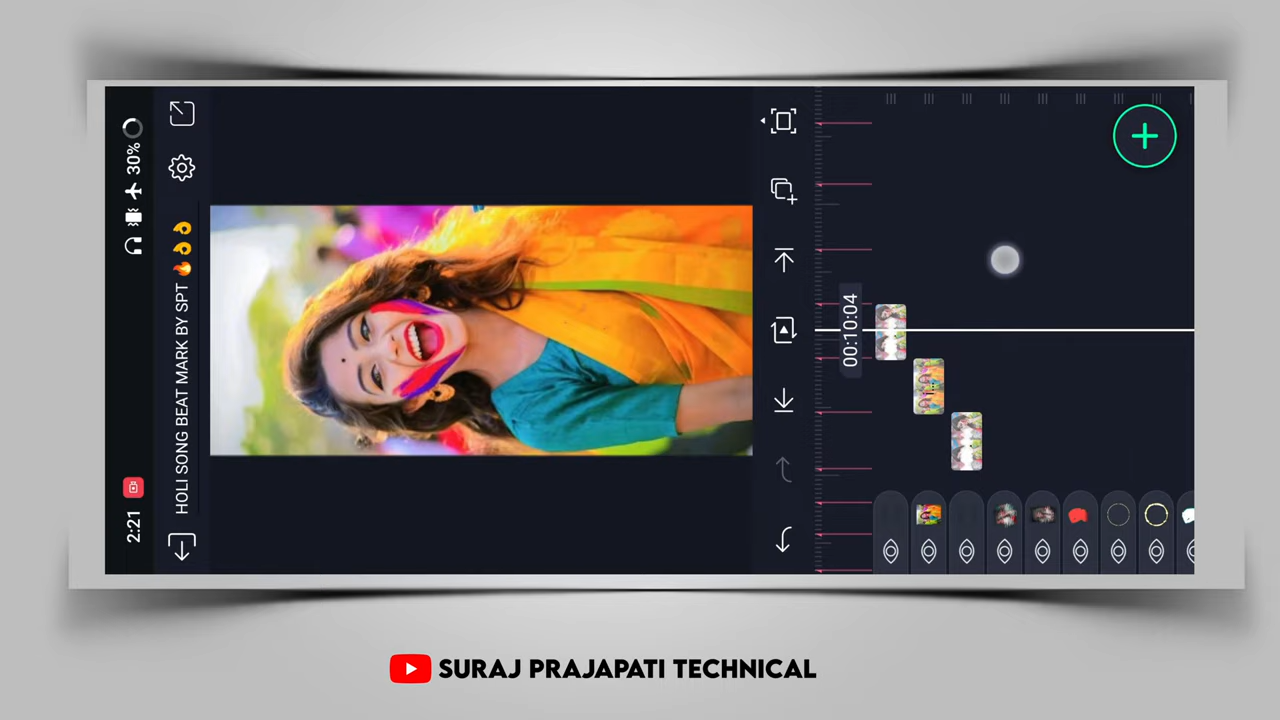 2:21
30%
HOLI SONG BEAT MARK BY SPT 🔥👌👌👌
00:10:04
SURAJ PRAJAPATI TECHNICAL